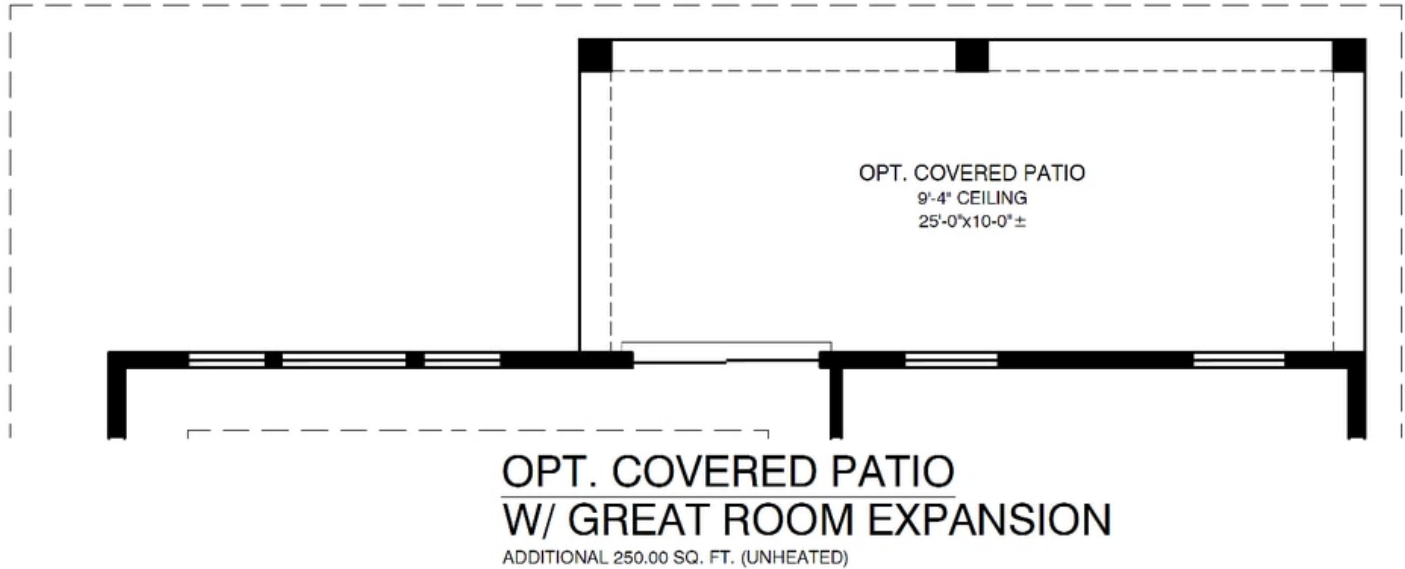 OPT. COVERED PATIO
9'-4" CEILING
25'-0"x10-0"±
OPT. COVERED PATIO
W/ GREAT ROOM EXPANSION
ADDITIONAL 250.00 SQ. FT. (UNHEATED)